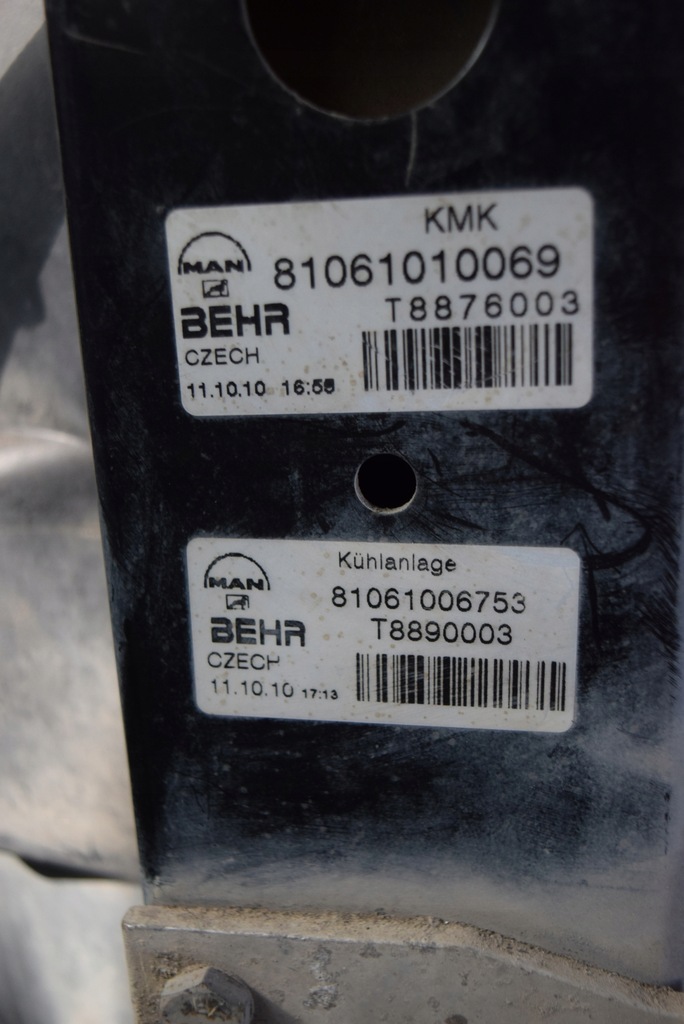 KMK
MAN
81061010069
BEHR
T8876003
CZECH
11.10.10 16:55
Kühlanlage
MAN
81061006753
BEHR
T8890003
CZECH
11.10.10 17:13